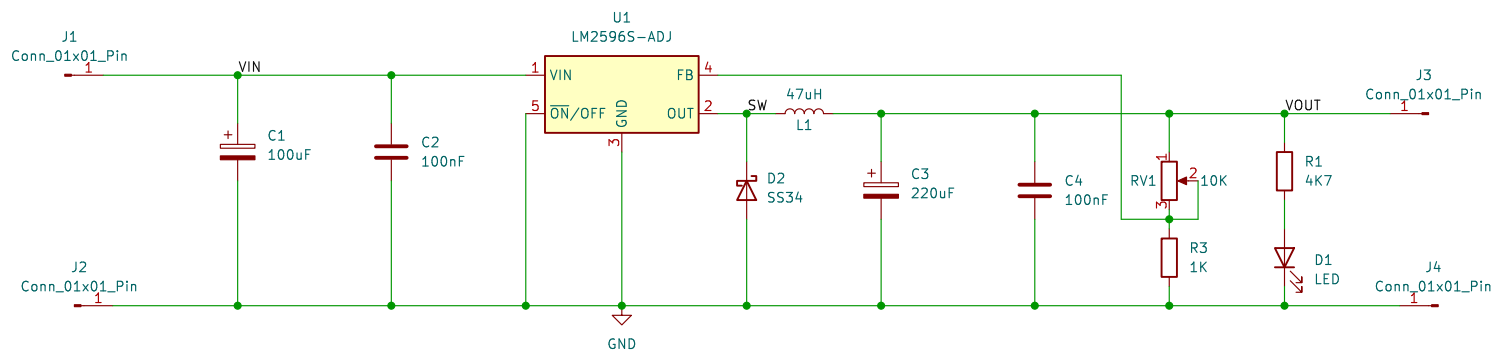 J1
Conn_01x01_Pin
1
VIN
C1
100uF
+
C2
100nF
U1
LM2596S-ADJ
1
VIN
5
ON/OFF
GND
3
FB
4
OUT
2
SW
47uH
L1
D2
SS34
+
C3
220uF
C4
100nF
RV1
1
2
3
10K
R3
1K
VOUT
R1
4K7
D1
LED
J3
Conn_01x01_Pin
1
J2
Conn_01x01_Pin
1
GND
J4
Conn_01x01_Pin
1